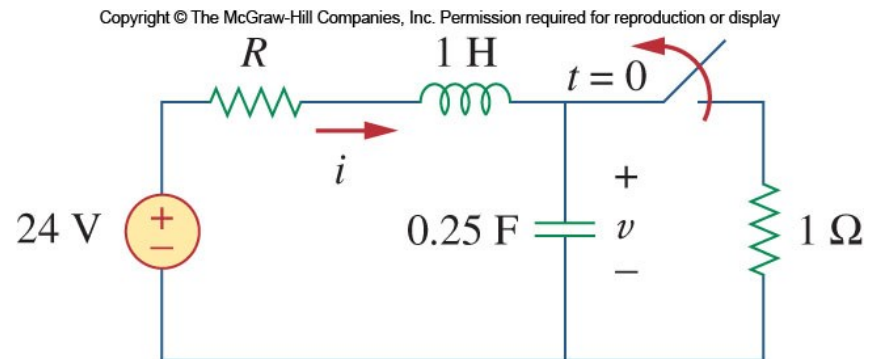 Copyright © The McGraw-Hill Companies, Inc. Permission required for reproduction or display
R
1 H
t = 0
i
+
24 V
+
−
0.25 F
v
1 Ω
−